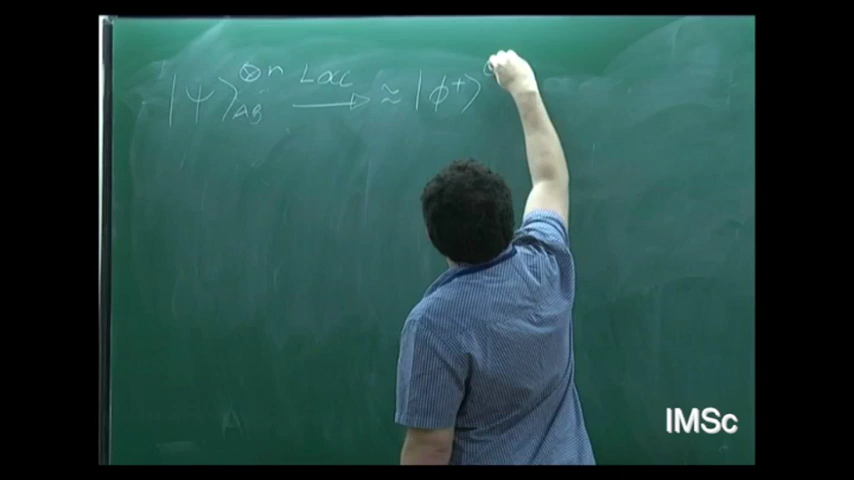 |ψ⟩_AB^⊗n LOCC → ≈ |ϕ⁺⟩^⊗
IMSc